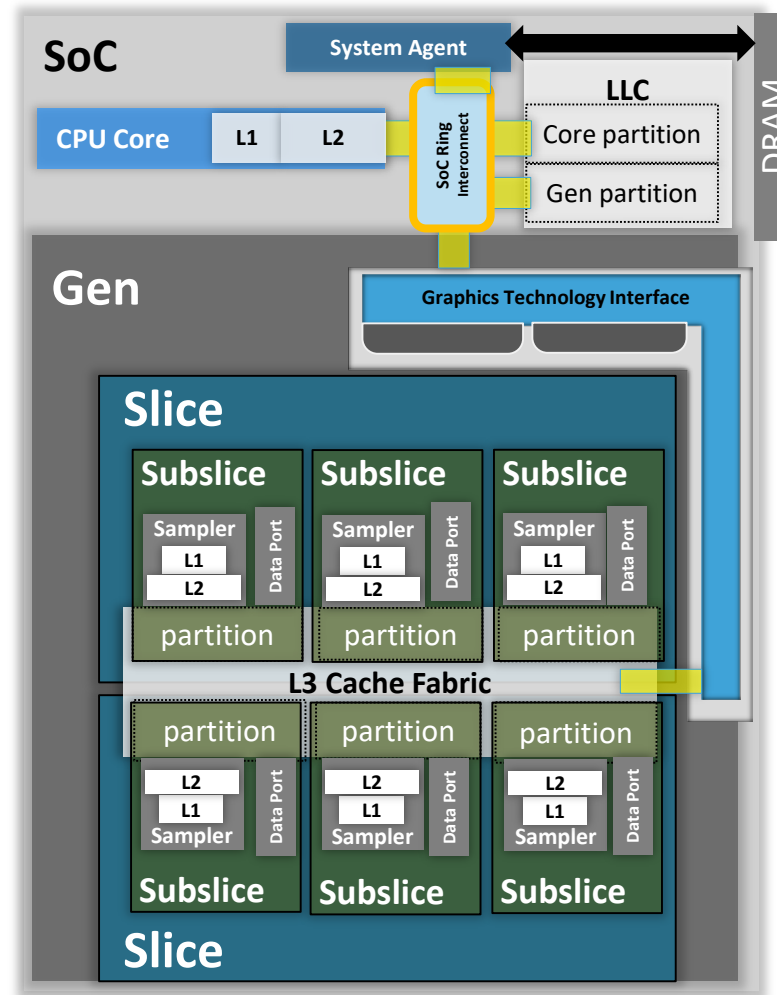 SoC
System Agent
LLC
DRAM
CPU Core
L1
L2
SoC Ring
Interconnect
Core partition
Gen partition
Gen
Graphics Technology Interface
Slice
Subslice
Subslice
Subslice
Sampler
L1
L2
Data Port
Sampler
L1
L2
Data Port
Sampler
L1
L2
Data Port
partition
partition
partition
L3 Cache Fabric
partition
partition
partition
L2
L1
Sampler
Data Port
L2
L1
Sampler
Data Port
L2
L1
Sampler
Data Port
Subslice
Subslice
Subslice
Slice